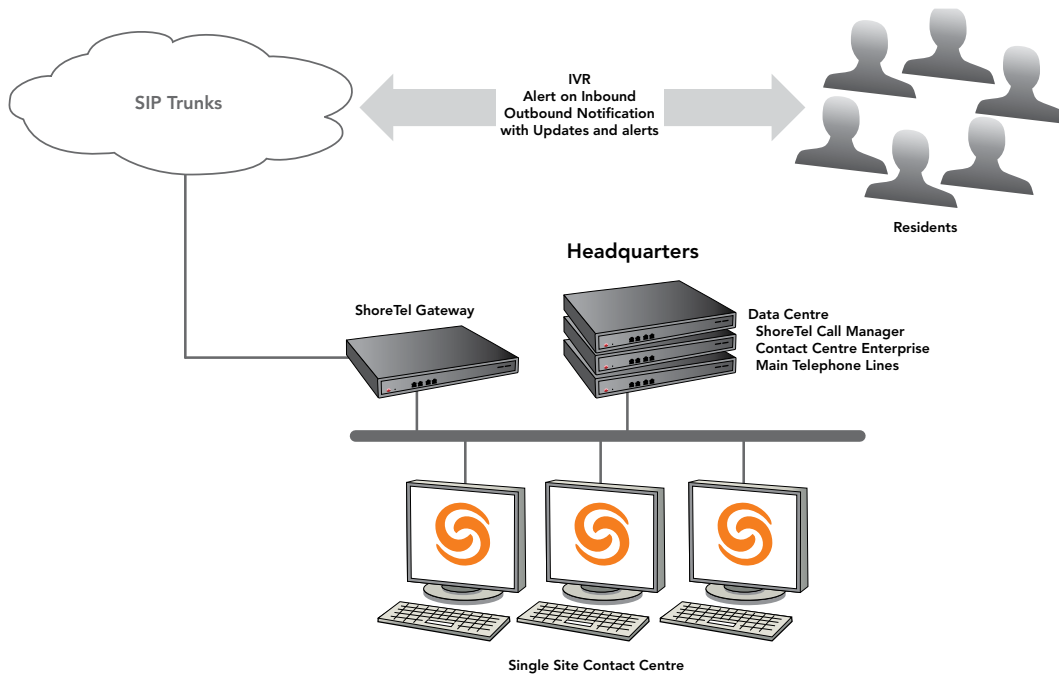 SIP Trunks
IVR
Alert on Inbound
Outbound Notification
with Updates and alerts
Residents
Headquarters
ShoreTel Gateway
Data Centre
ShoreTel Call Manager
Contact Centre Enterprise
Main Telephone Lines
Single Site Contact Centre